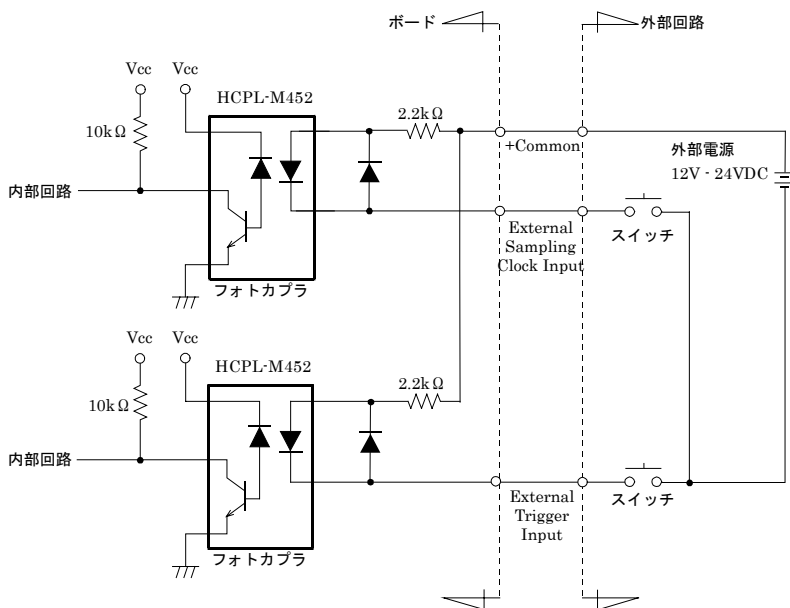 ボード
外部回路
Vcc
Vcc
HCPL-M452
10kΩ
2.2kΩ
+Common
外部電源
12V - 24VDC
内部回路
External
Sampling
Clock Input
スイッチ
フォトカプラ
Vcc
Vcc
HCPL-M452
10kΩ
2.2kΩ
内部回路
External
Trigger
Input
スイッチ
フォトカプラ